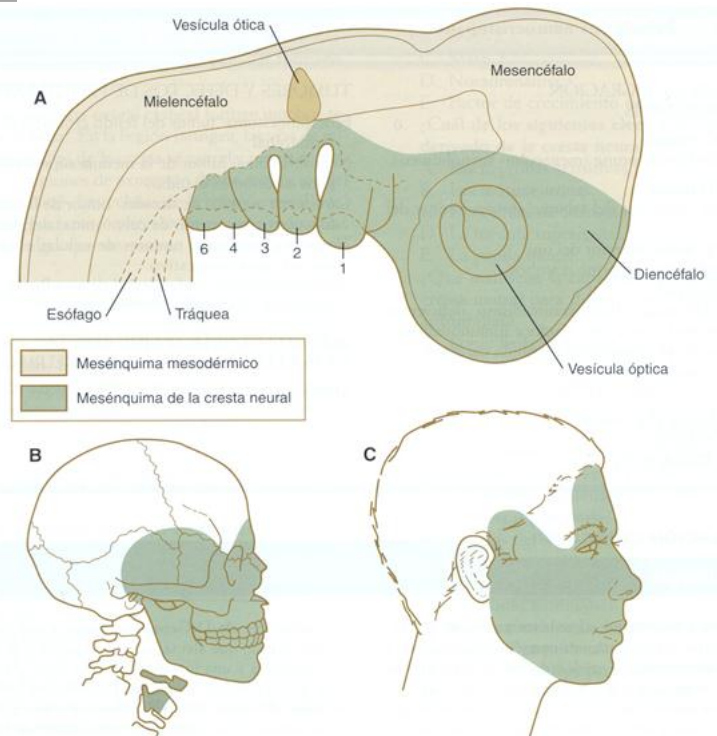 Vesícula ótica
Mesencéfalo
A
Mielencéfalo
6 4 3 2 1
Diencéfalo
Esófago
Tráquea
Vesícula óptica
Mesénquima mesodérmico
Mesénquima de la cresta neural
B
C